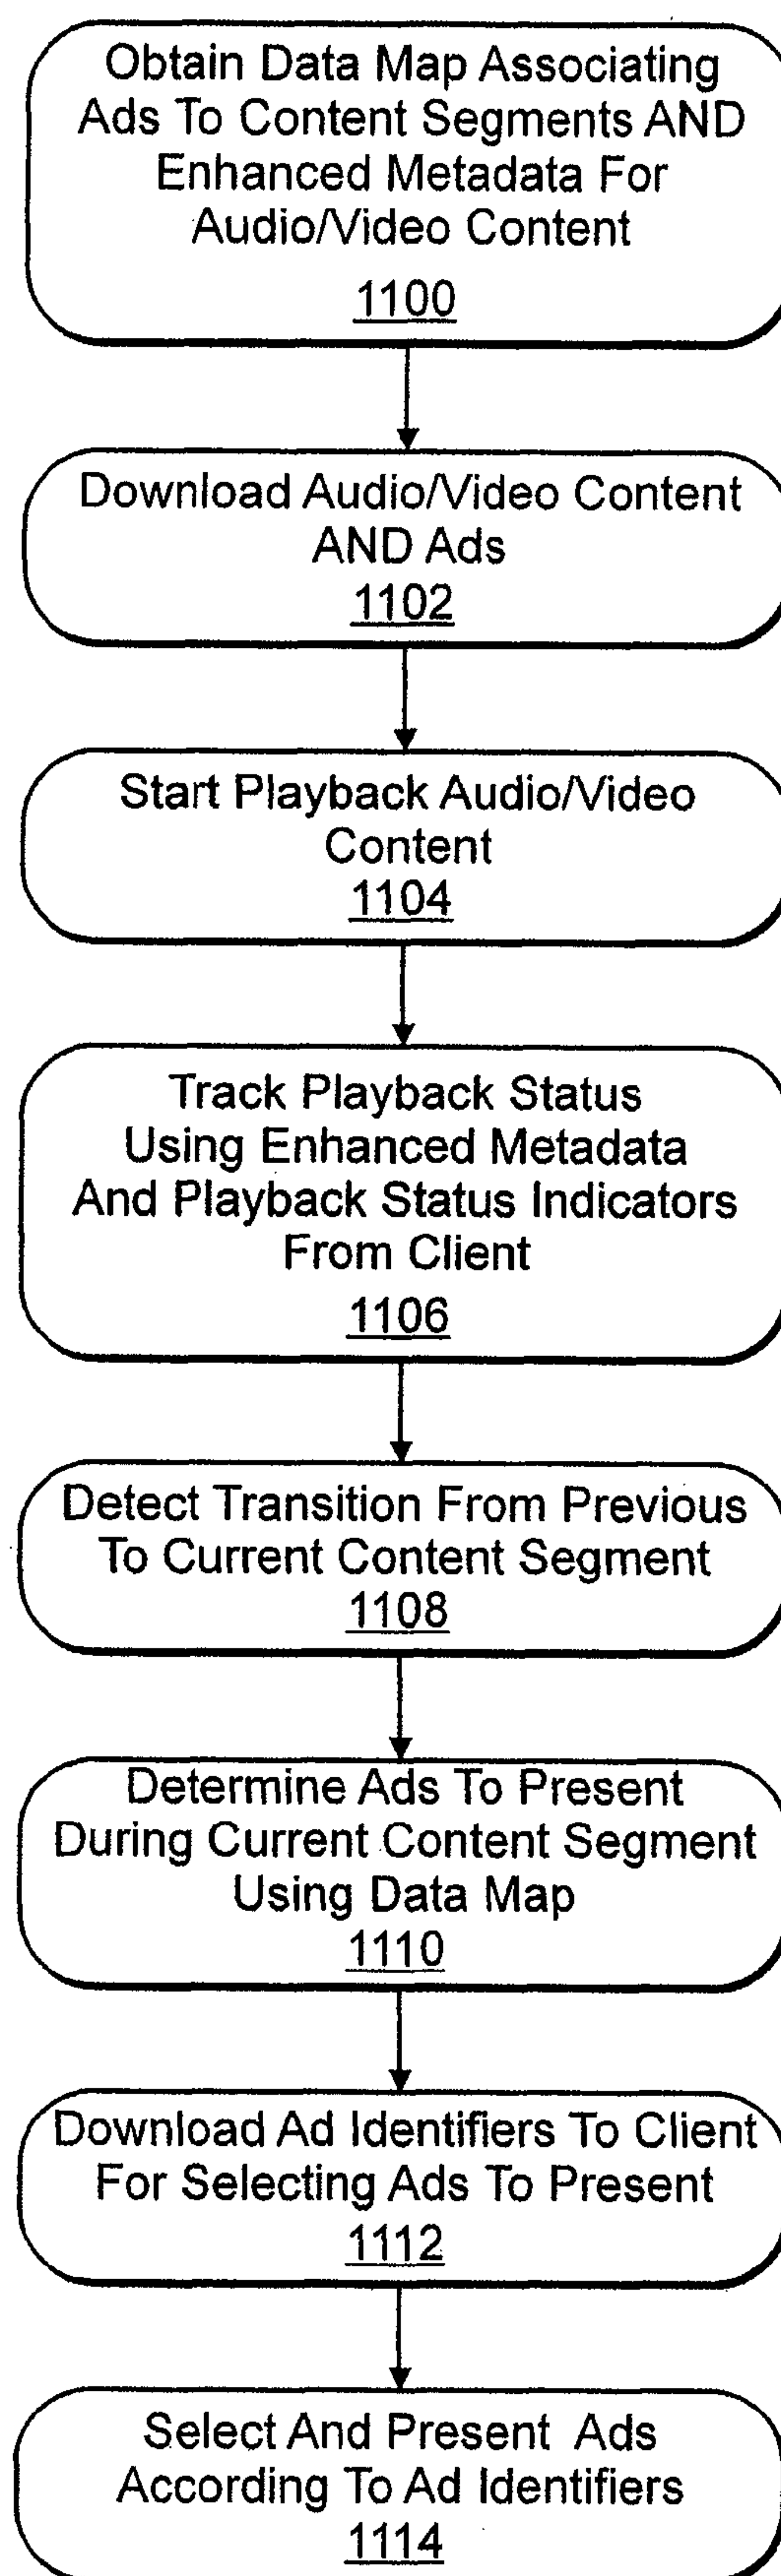 Obtain Data Map Associating
Ads To Content Segments AND
Enhanced Metadata For
Audio/Video Content
1100
Download Audio/Video Content
AND Ads
1102
Start Playback Audio/Video
Content
1104
Track Playback Status
Using Enhanced Metadata
And Playback Status Indicators
From Client
1106
Detect Transition From Previous
To Current Content Segment
1108
Determine Ads To Present
During Current Content Segment
Using Data Map
1110
Download Ad Identifiers To Client
For Selecting Ads To Present
1112
Select And Present Ads
According To Ad Identifiers
1114